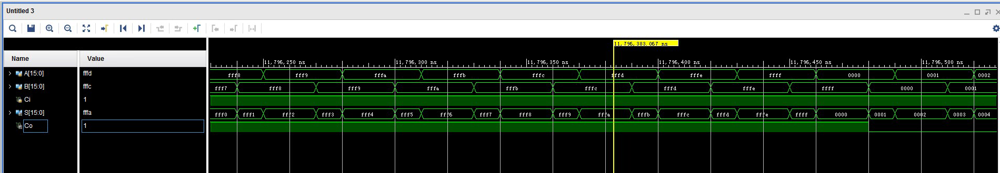 Untitled 3
11,796,383.067 ns
Name Value
11,796,250 ns 11,796,300 ns 11,796,350 ns 11,796,400 ns 11,796,450 ns 11,796,500 ns
A[15:0] fffd fff8 fff9 fffa fffb fffc fffd fffe ffff 0000 0001 0002
B[15:0] fffc fff7 fff8 fff9 fffa fffb fffc fffd fffe ffff 0000 0001
Ci 1
S[15:0] fffa fff0 fff1 fff2 fff3 fff4 fff5 fff6 fff7 fff8 fff9 fffa fffb fffc fffd fffe ffff 0000 0001 0002 0003 0004
Co 1